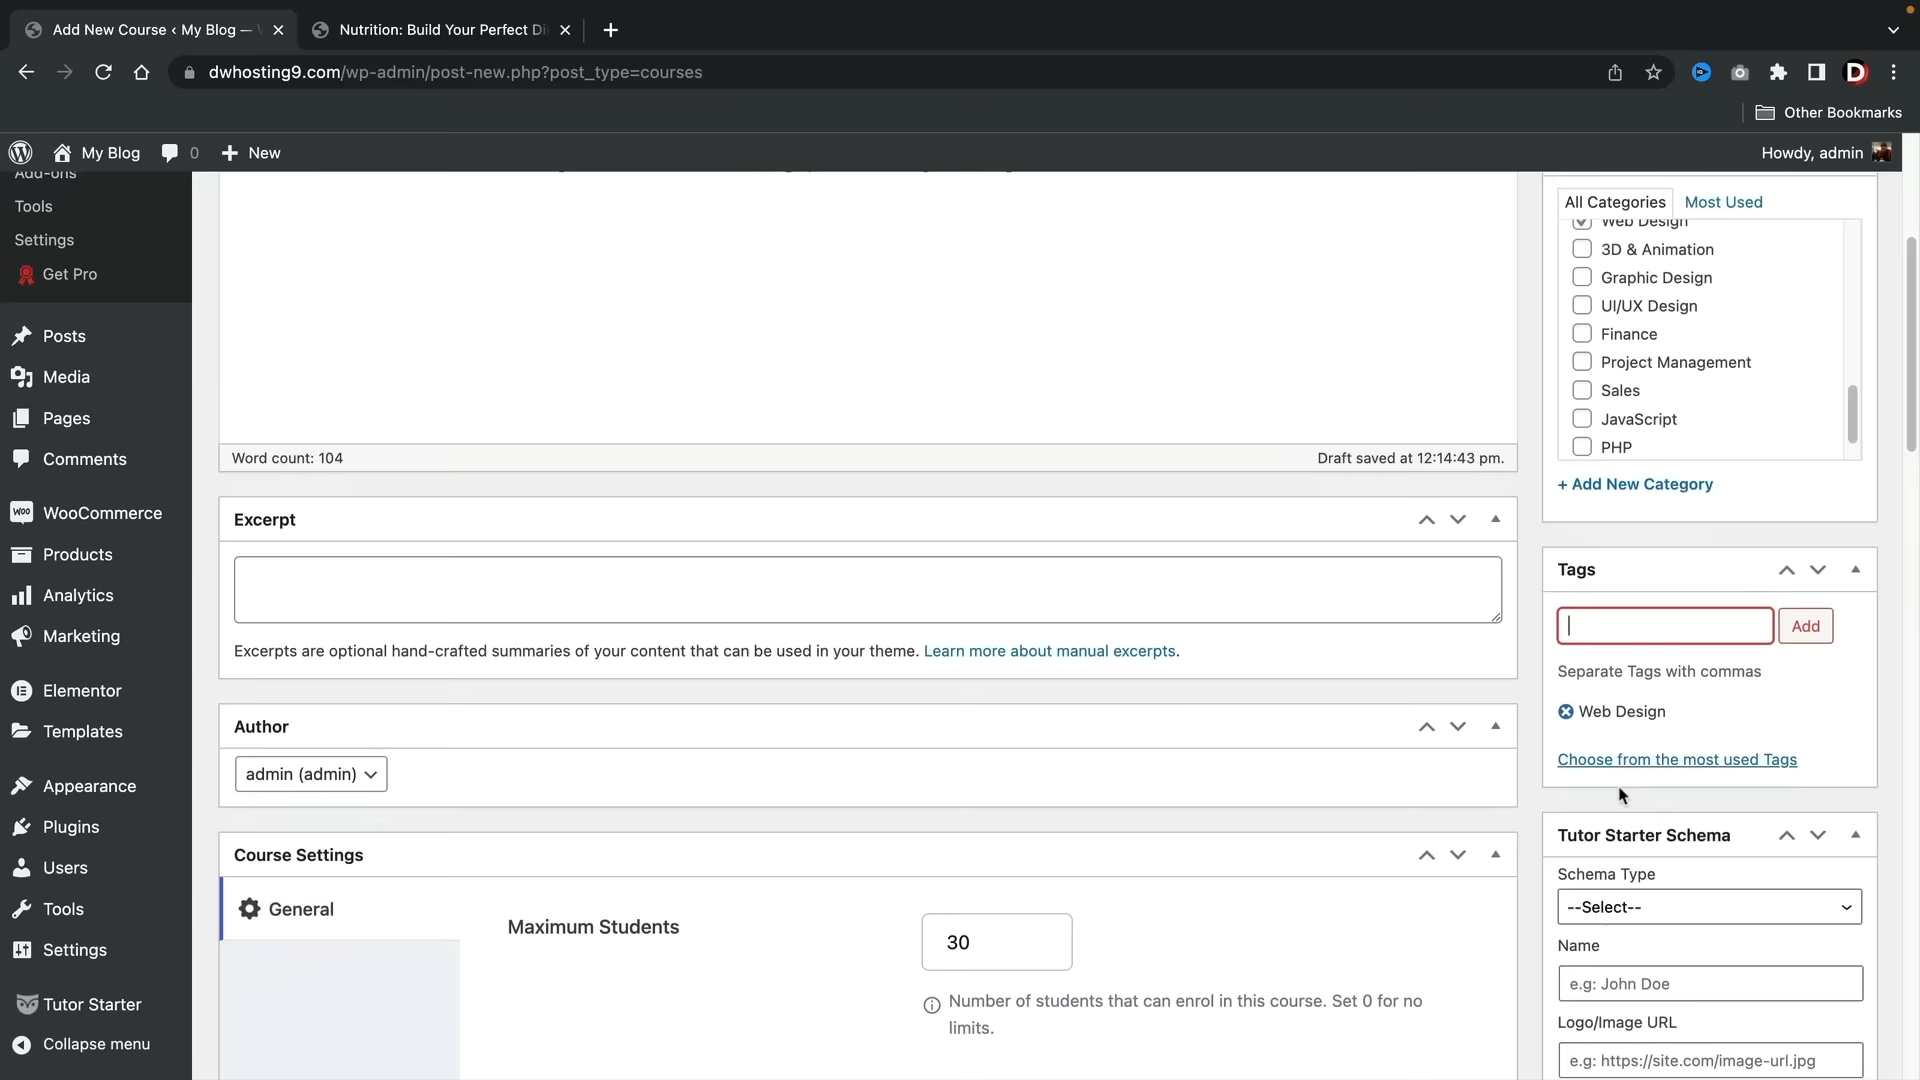 Add New Course ‹ My Blog —
Nutrition: Build Your Perfect Di
dwhosting9.com/wp-admin/post-new.php?post_type=courses
Other Bookmarks
My Blog
0
New
Howdy, admin
Add-ons
Tools
Settings
Get Pro
Posts
Media
Pages
Comments
WooCommerce
Products
Analytics
Marketing
Elementor
Templates
Appearance
Plugins
Users
Tools
Settings
Tutor Starter
Collapse menu
Word count: 104
Draft saved at 12:14:43 pm.
Excerpt
Excerpts are optional hand-crafted summaries of your content that can be used in your theme. Learn more about manual excerpts.
Author
admin (admin)
Course Settings
General
Maximum Students
30
Number of students that can enrol in this course. Set 0 for no
limits.
All Categories
Most Used
Web Design
3D & Animation
Graphic Design
UI/UX Design
Finance
Project Management
Sales
JavaScript
PHP
+ Add New Category
Tags
Add
Separate Tags with commas
Web Design
Choose from the most used Tags
Tutor Starter Schema
Schema Type
--Select--
Name
e.g: John Doe
Logo/Image URL
e.g: https://site.com/image-url.jpg